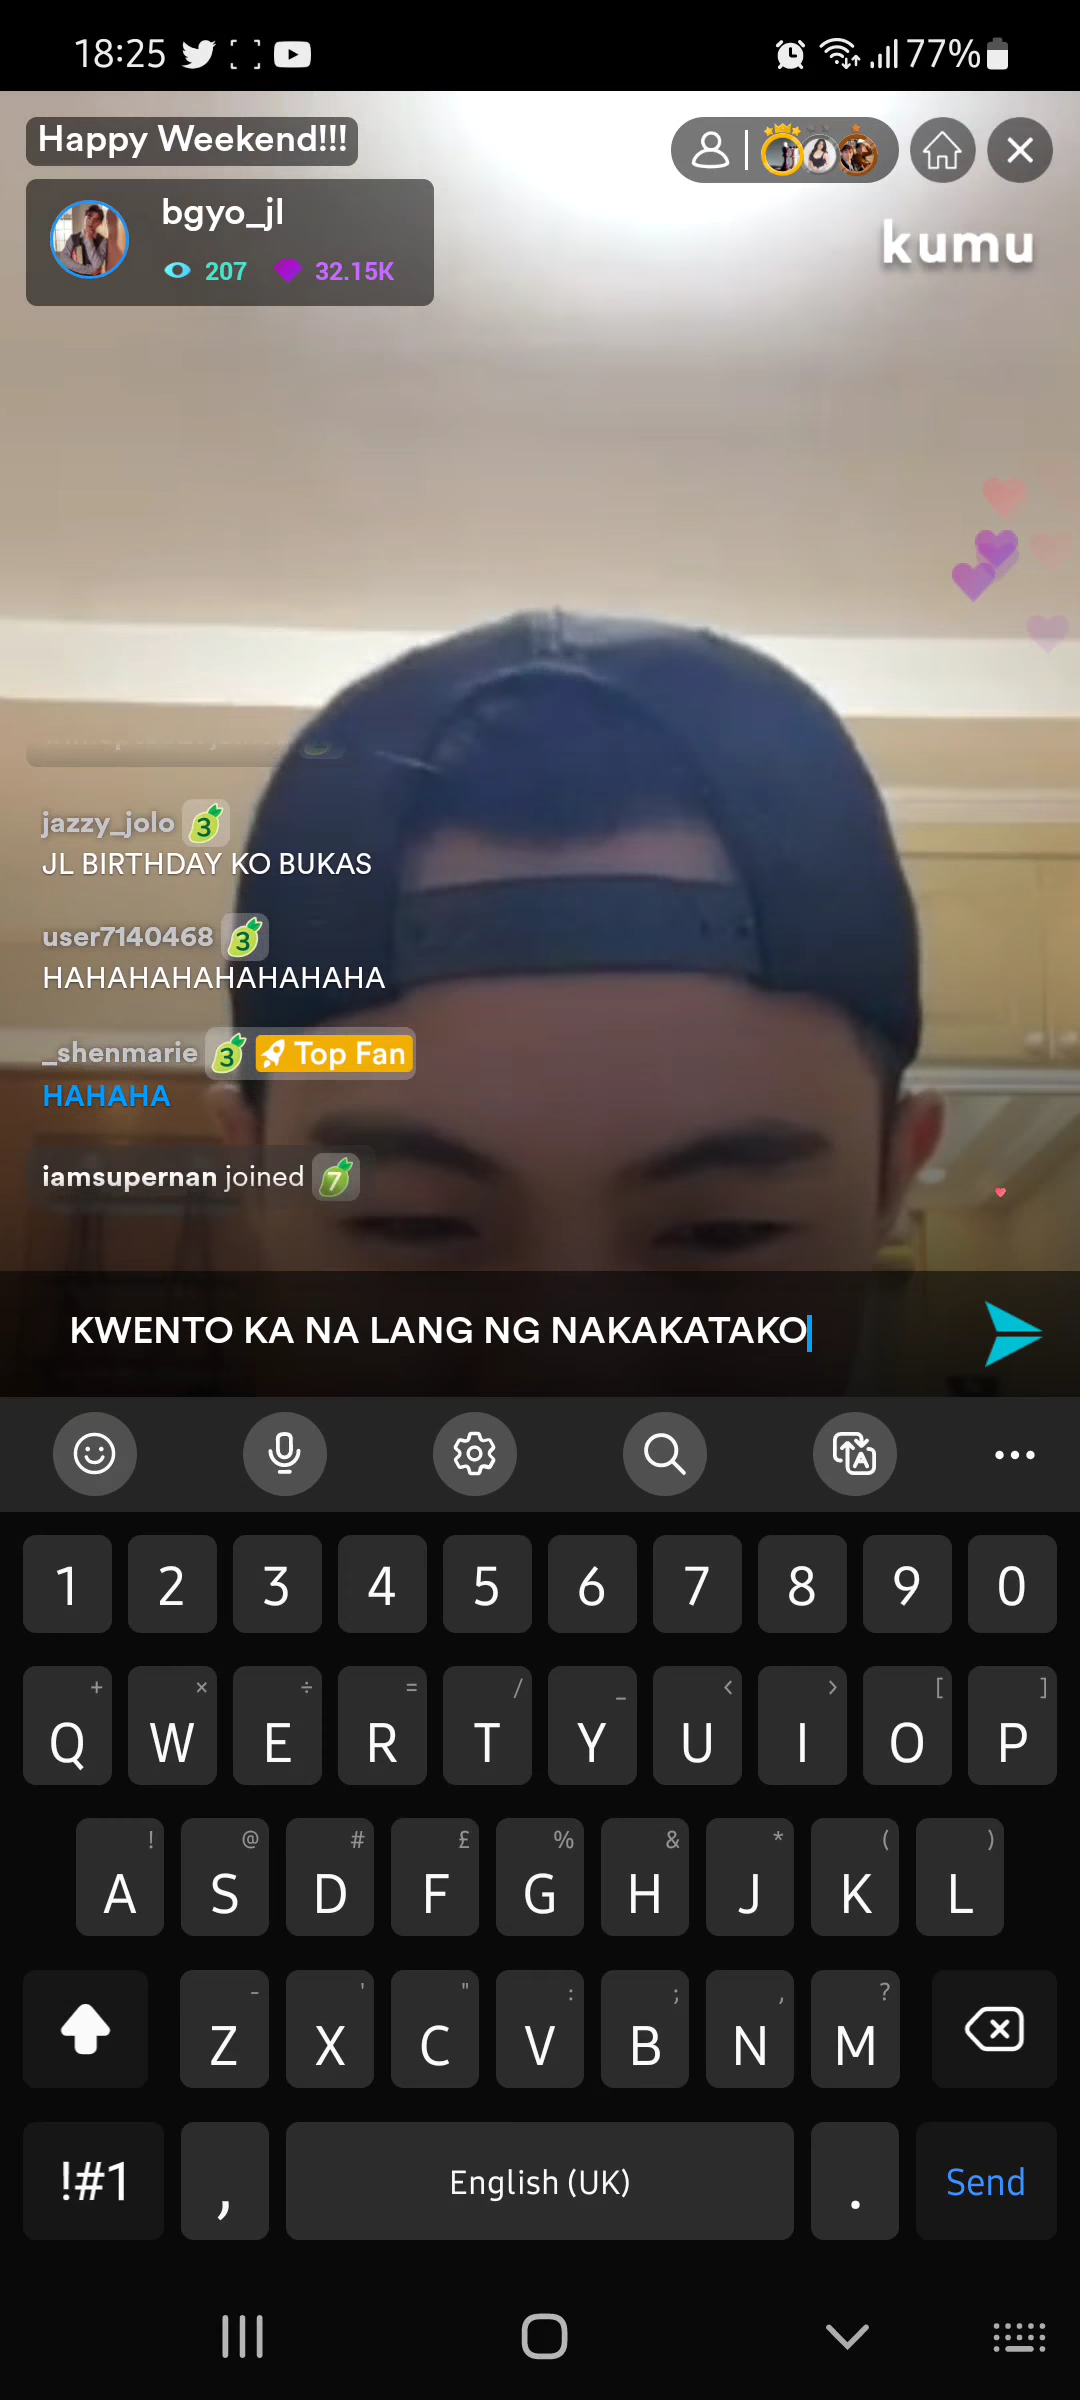 18:25
77%
Happy Weekend!!!
bgyo_jl
207 32.15K
kumu
jazzy_jolo 3
JL BIRTHDAY KO BUKAS
user7140468 3
HAHAHAHAHAHAHAHA
_shenmarie 3 Top Fan
HAHAHA
iamsupernan joined 7
KWENTO KA NA LANG NG NAKAKATAKO
A
1 2 3 4 5 6 7 8 9 0
+ × ÷ = / _ < > [ ]
Q W E R T Y U I O P
! @ # £ % & * ( )
A S D F G H J K L
- ' " : ; , ?
Z X C V B N M
!#1 , English (UK) . Send